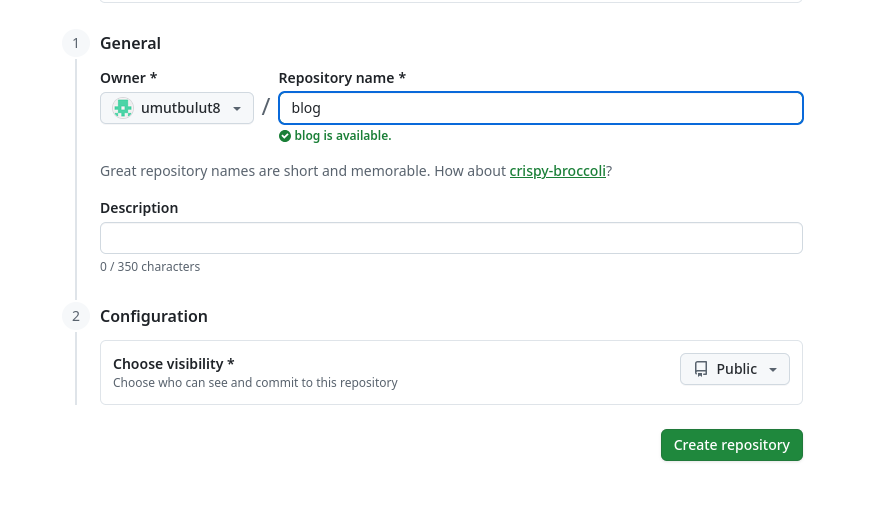 1 General
Owner * Repository name *
umutbulut8 / blog
blog is available.
Great repository names are short and memorable. How about crispy-broccoli?
Description
0 / 350 characters
2 Configuration
Choose visibility *
Choose who can see and commit to this repository
Public
Create repository